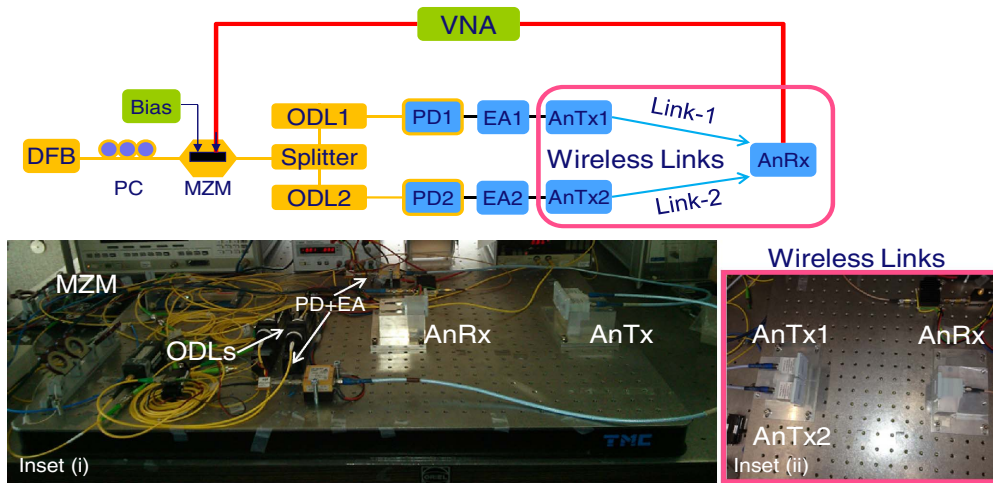 VNA
Bias
ODL1
PD1
EA1
AnTx1
Link-1
DFB
Splitter
Wireless Links
AnRx
PC
MZM
ODL2
PD2
EA2
AnTx2
Link-2
Wireless Links
MZM
PD+EA
ODLs
AnRx
AnTx
TMC
Inset (i)
AnTx1
AnRx
AnTx2
Inset (ii)